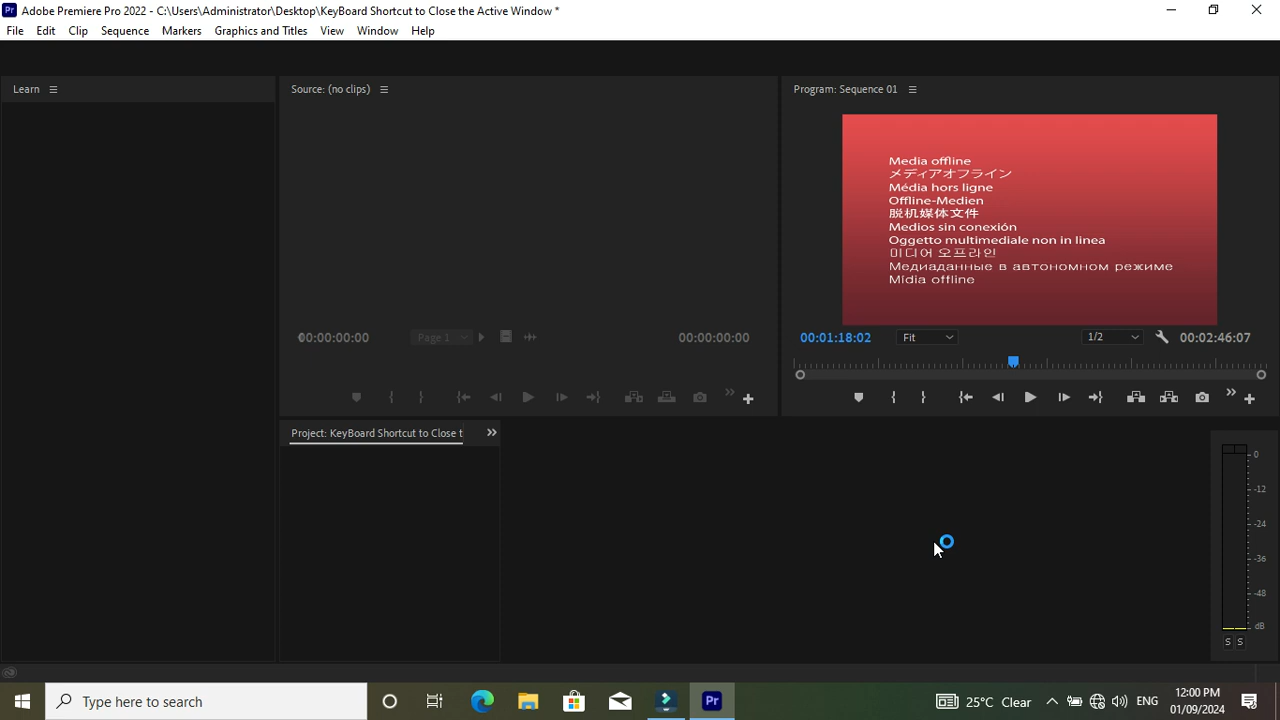 Pr Adobe Premiere Pro 2022 - C:\Users\Administrator\Desktop\KeyBoard Shortcut to Close the Active Window *
File Edit Clip Sequence Markers Graphics and Titles View Window Help
Learn
Source: (no clips)
Program: Sequence 01
Media offline
メディアオフライン
Média hors ligne
Offline-Medien
脱机媒体文件
Medios sin conexión
Oggetto multimediale non in linea
미디어 오프라인
Медиаданные в автономном режиме
Mídia offline
00:00:00:00
Page 1
00:00:00:00
00:01:18:02
Fit
1/2
00:02:46:07
Project: KeyBoard Shortcut to Close t
0
-12
-24
-36
-48
dB
S S
Type here to search
Pr
25°C Clear
ENG
12:00 PM
01/09/2024